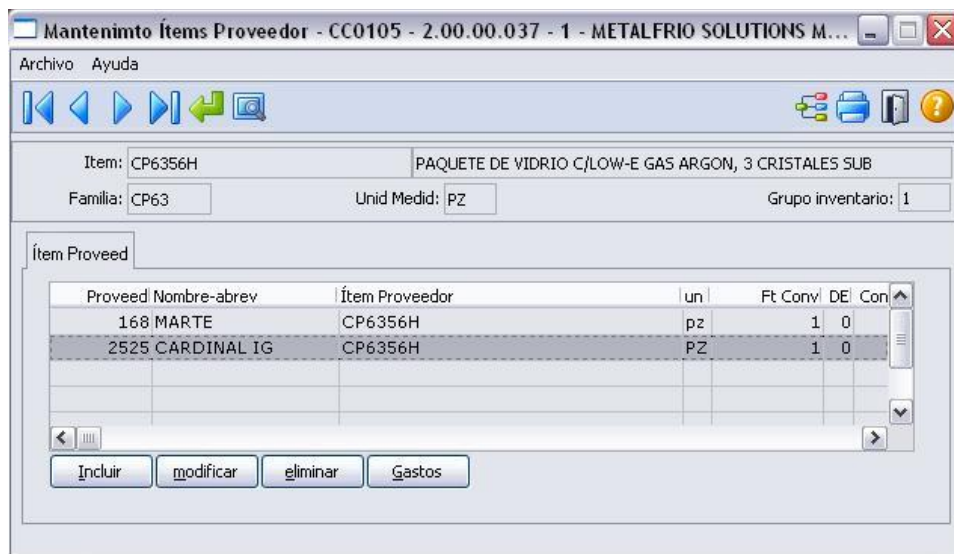 Mantenimto Ítems Proveedor - CC0105 - 2.00.00.037 - 1 - METALFRIO SOLUTIONS M...
Archivo Ayuda
Item: CP6356H PAQUETE DE VIDRIO C/LOW-E GAS ARGON, 3 CRISTALES SUB
Familia: CP63 Unid Medid: PZ Grupo inventario: 1
Ítem Proveed
Proveed Nombre-abrev Ítem Proveedor un Ft Conv DE Con
168 MARTE CP6356H pz 1 0
2525 CARDINAL IG CP6356H PZ 1 0
Incluir modificar eliminar Gastos